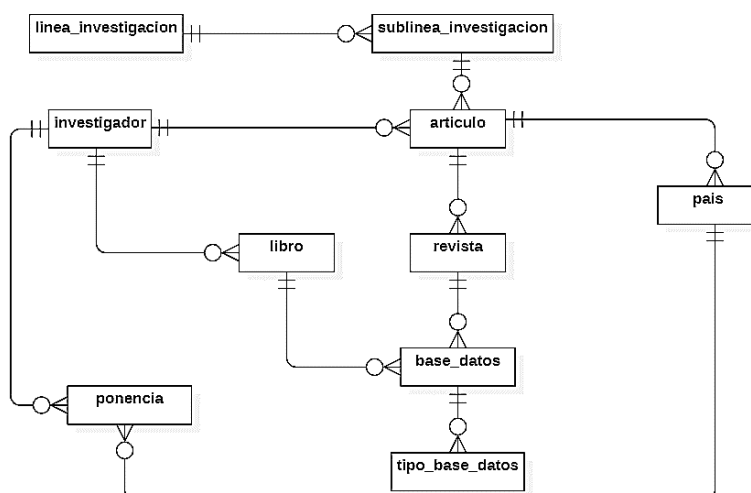 linea_investigacion
sublinea_investigacion
investigador
articulo
pais
libro
revista
base_datos
ponencia
tipo_base_datos